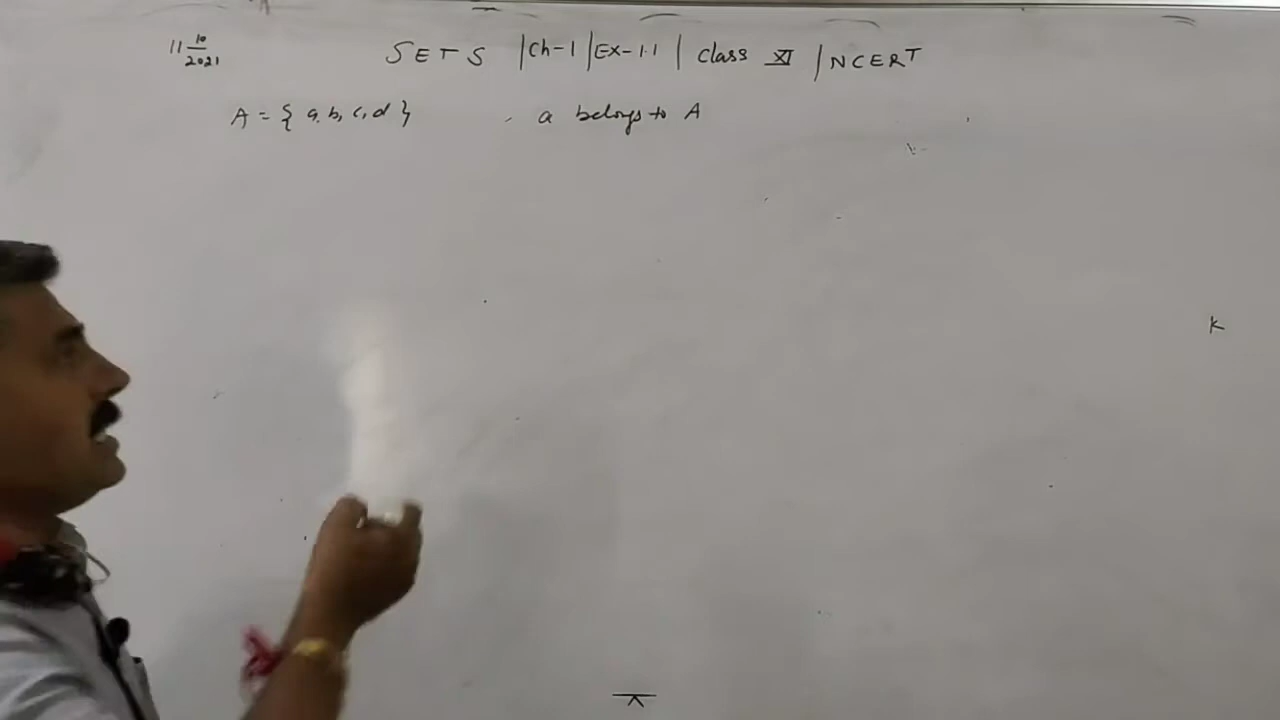 11 10/2021 SETS | Ch-1 | Ex-1.1 | Class XI | NCERT
A = { a, b, c, d } a belongs to A
K